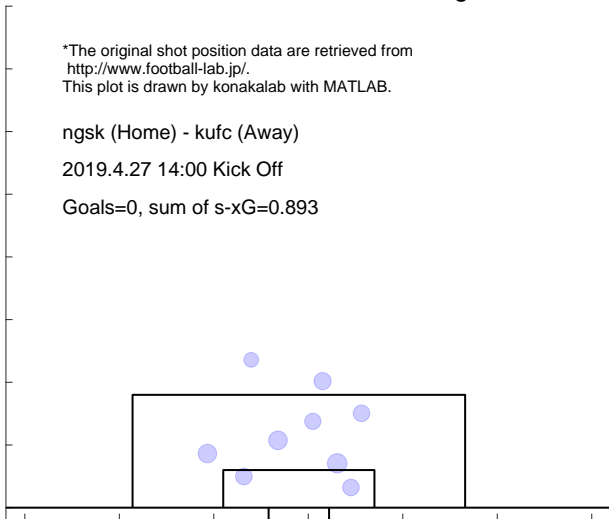 *The original shot position data are retrieved from
http://www.football-lab.jp/.
This plot is drawn by konakalab with MATLAB.
ngsk (Home) - kufc (Away)
2019.4.27 14:00 Kick Off
Goals=0, sum of s-xG=0.893